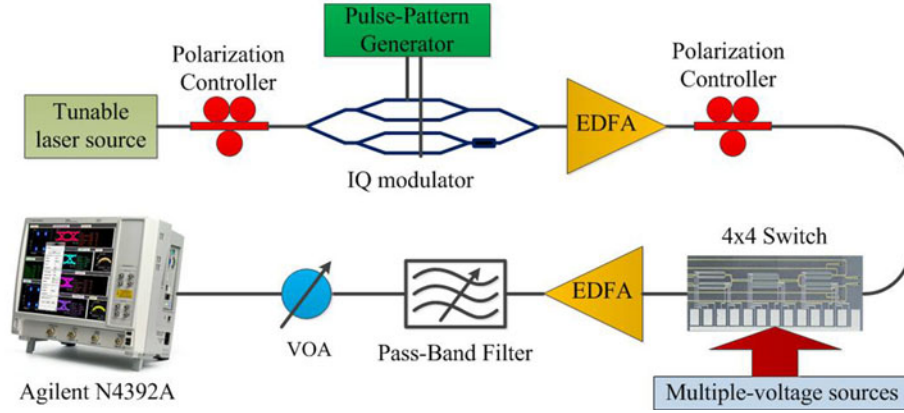 Pulse-Pattern
Generator
Polarization
Controller
Polarization
Controller
Tunable
laser source
EDFA
IQ modulator
4x4 Switch
EDFA
VOA
Pass-Band Filter
Agilent N4392A
Multiple-voltage sources